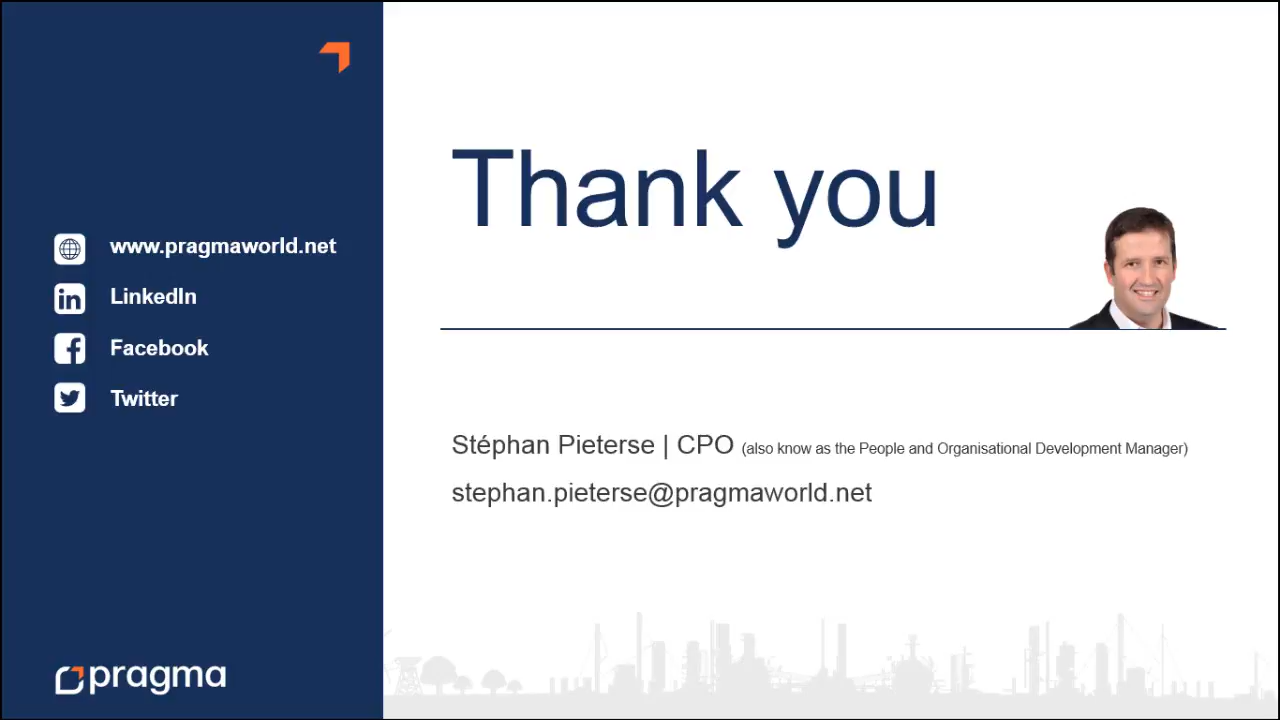 www.pragmaworld.net
LinkedIn
Facebook
Twitter
pragma
Thank you
Stéphan Pieterse | CPO (also know as the People and Organisational Development Manager)
stephan.pieterse@pragmaworld.net